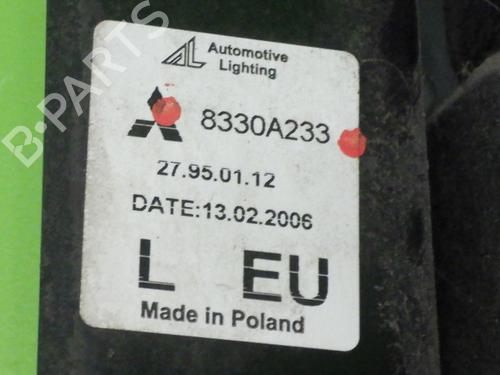 Automotive
Lighting
8330A233
27.95.01.12
DATE:13.02.2006
L EU
Made in Poland
B-PARTS